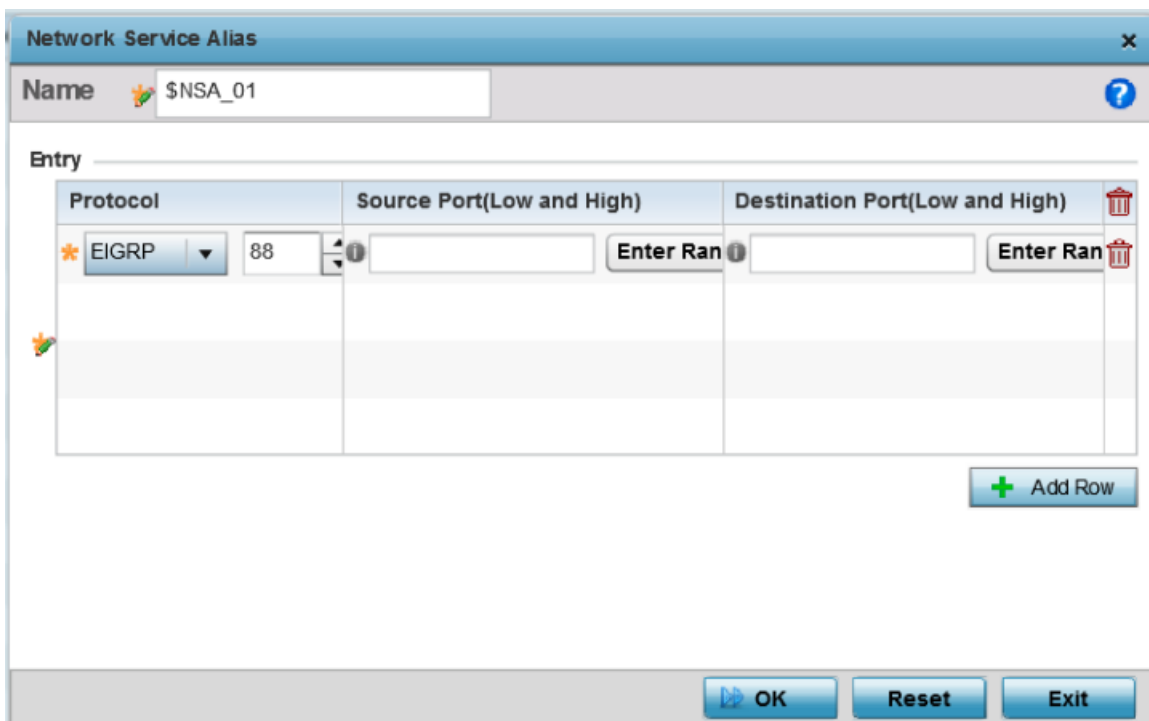 Network Service Alias
Name $NSA_01
Entry
Protocol Source Port(Low and High) Destination Port(Low and High)
EIGRP 88 Enter Ran Enter Ran
Add Row
OK Reset Exit